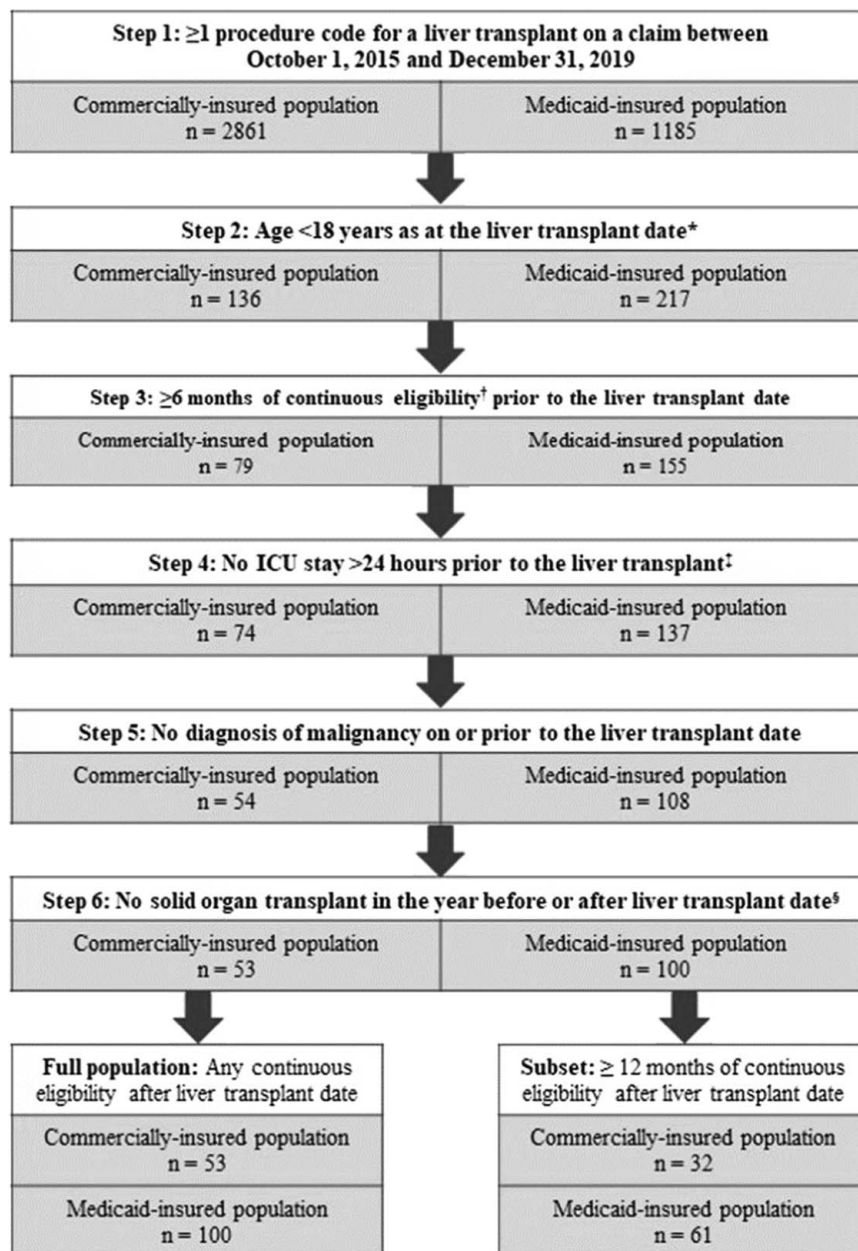 Step 1: ≥1 procedure code for a liver transplant on a claim between
October 1, 2015 and December 31, 2019
Commercially-insured population
n = 2861
Medicaid-insured population
n = 1185
Step 2: Age <18 years as at the liver transplant date*
Commercially-insured population
n = 136
Medicaid-insured population
n = 217
Step 3: ≥6 months of continuous eligibility† prior to the liver transplant date
Commercially-insured population
n = 79
Medicaid-insured population
n = 155
Step 4: No ICU stay >24 hours prior to the liver transplant‡
Commercially-insured population
n = 74
Medicaid-insured population
n = 137
Step 5: No diagnosis of malignancy on or prior to the liver transplant date
Commercially-insured population
n = 54
Medicaid-insured population
n = 108
Step 6: No solid organ transplant in the year before or after liver transplant date§
Commercially-insured population
n = 53
Medicaid-insured population
n = 100
Full population: Any continuous
eligibility after liver transplant date
Commercially-insured population
n = 53
Medicaid-insured population
n = 100
Subset: ≥ 12 months of continuous
eligibility after liver transplant date
Commercially-insured population
n = 32
Medicaid-insured population
n = 61